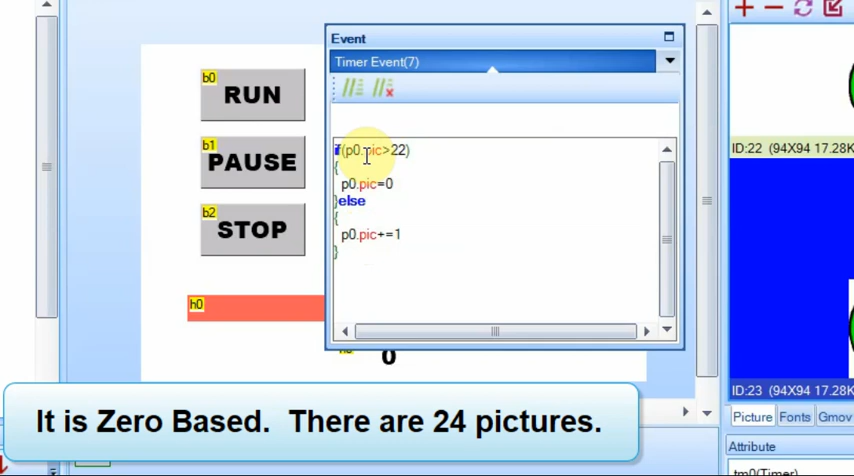 Event
b0
RUN
Timer Event(7)
b1
PAUSE
if(p0.pic>22)
{
p0.pic=0
}else
{
p0.pic+=1
}
b2
STOP
h0
0
ID:22 (94X94 17.28K
ID:23 (94X94 17.28K
Picture Fonts Gmov
Attribute
tm0(Timer)
It is Zero Based. There are 24 pictures.